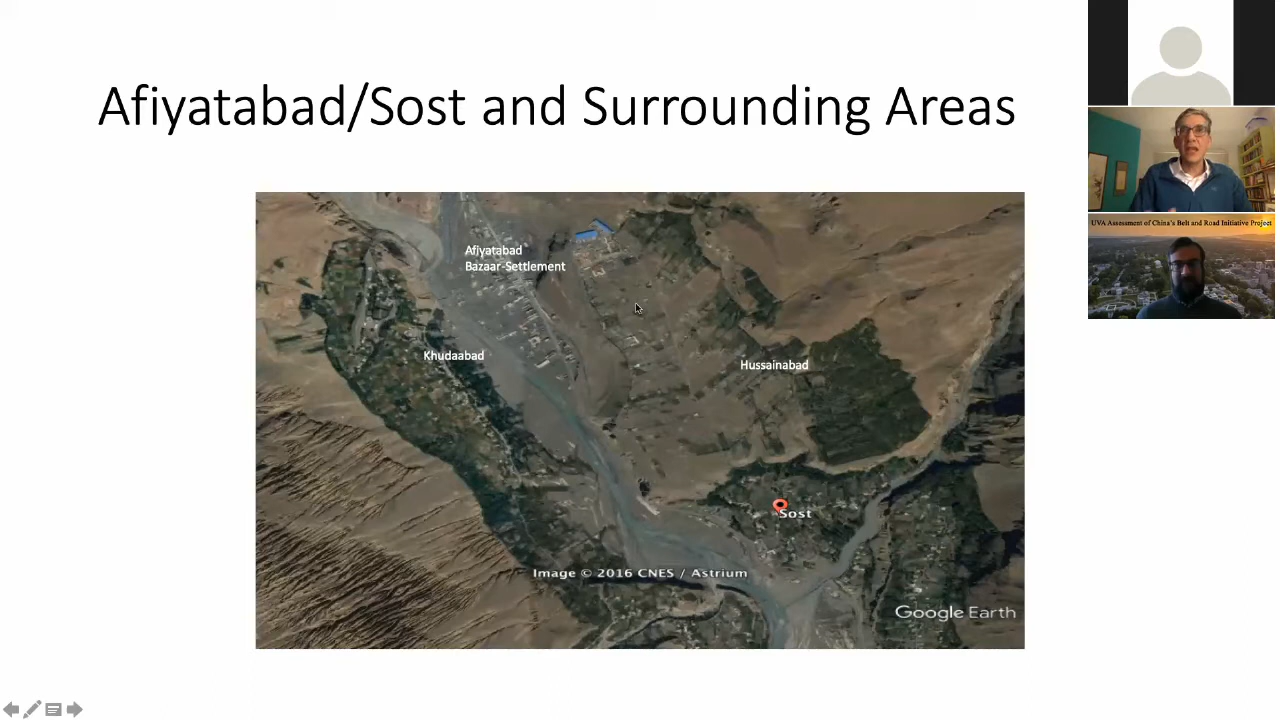 Afiyatabad/Sost and Surrounding Areas
UVA Assessment of China's Belt and Road Initiative Project
Afiyatabad
Bazaar-Settlement
Khudaabad
Hussainabad
Sost
Image © 2016 CNES / Astrium
Google Earth